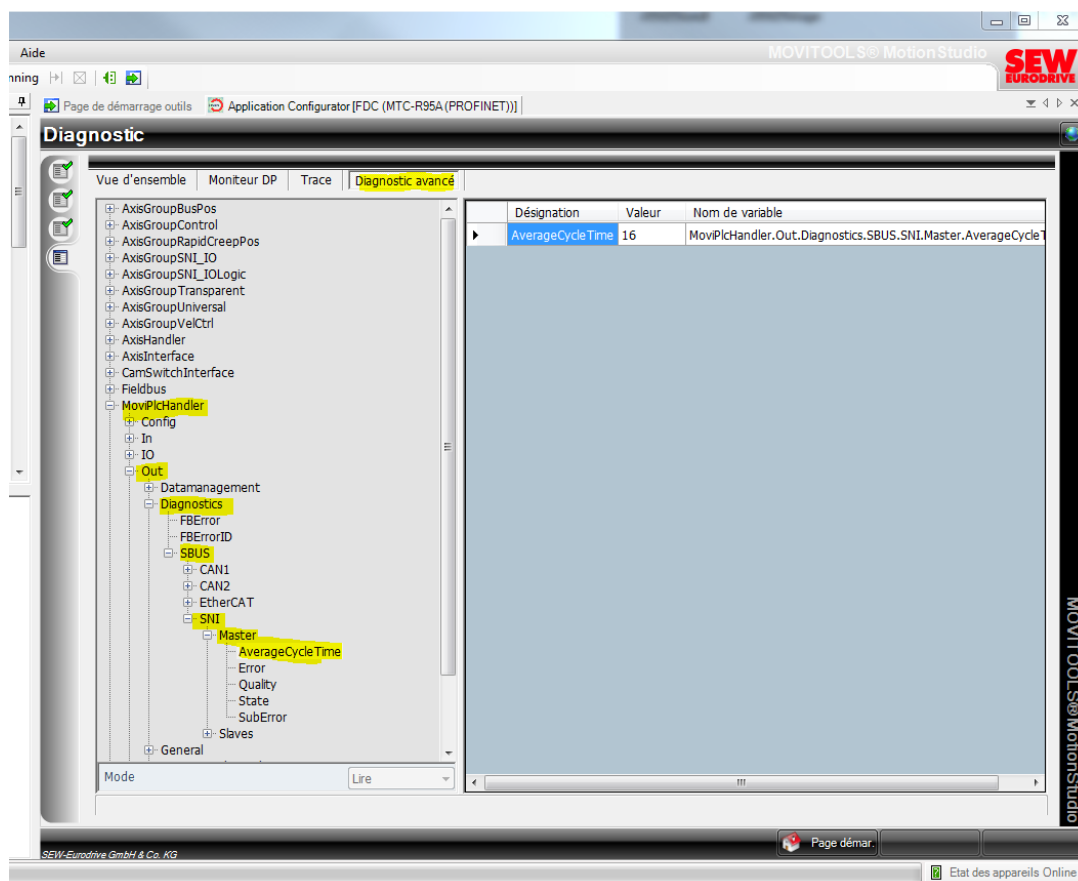 Aide
MOVITOOLS® MotionStudio
SEW
EURODRIVE
nning
Page de démarrage outils
Application Configurator [FDC (MTC-R95A (PROFINET))]
Diagnostic
Vue d'ensemble
Moniteur DP
Trace
Diagnostic avancé
AxisGroupBusPos
AxisGroupControl
AxisGroupRapidCreepPos
AxisGroupSNI_IO
AxisGroupSNI_IOLogic
AxisGroupTransparent
AxisGroupUniversal
AxisGroupVelCtrl
AxisHandler
AxisInterface
CamSwitchInterface
Fieldbus
MoviPlcHandler
Config
In
IO
Out
Datamanagement
Diagnostics
FBError
FBErrorID
SBUS
CAN1
CAN2
EtherCAT
SNI
Master
AverageCycleTime
Error
Quality
State
SubError
Slaves
General
Mode
Lire
Désignation Valeur Nom de variable
AverageCycleTime 16 MoviPlcHandler.Out.Diagnostics.SBUS.SNI.Master.AverageCycleT
MOVITOOLS® MotionStudio
Page démar.
SEW-Eurodrive GmbH & Co. KG
Etat des appareils Online